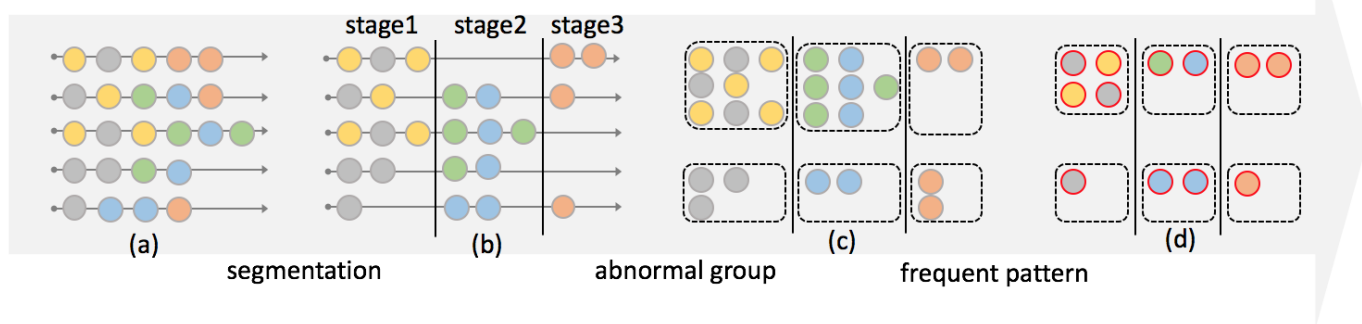 stage1 stage2 stage3
(a) (b) (c) (d)
segmentation abnormal group frequent pattern